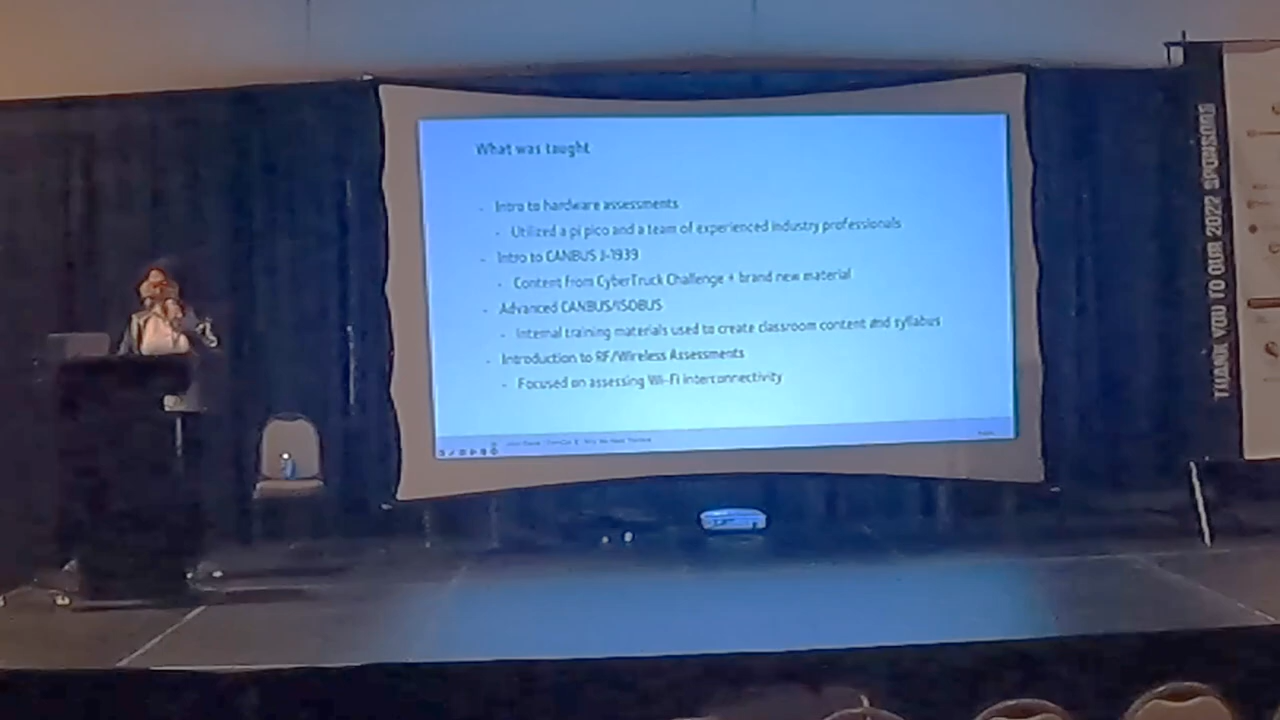 What was taught
- Intro to hardware assessments
- Utilized a pi pico and a team of experienced industry professionals
- Intro to CANBUS J-1939
- Content from CyberTruck Challenge + brand new material
- Advanced CANBUS/ISOBUS
- Internal training materials used to create classroom content and syllabus
- Introduction to RF/Wireless Assessments
- Focused on assessing Wi-Fi interconnectivity
THANK YOU TO OUR 2022 SPONSORS